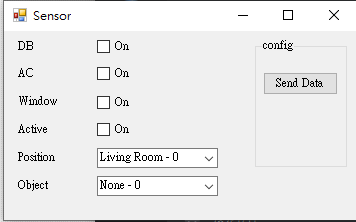 Sensor
DB On
config
AC On
Send Data
Window On
Active On
Position Living Room - 0
Object None - 0